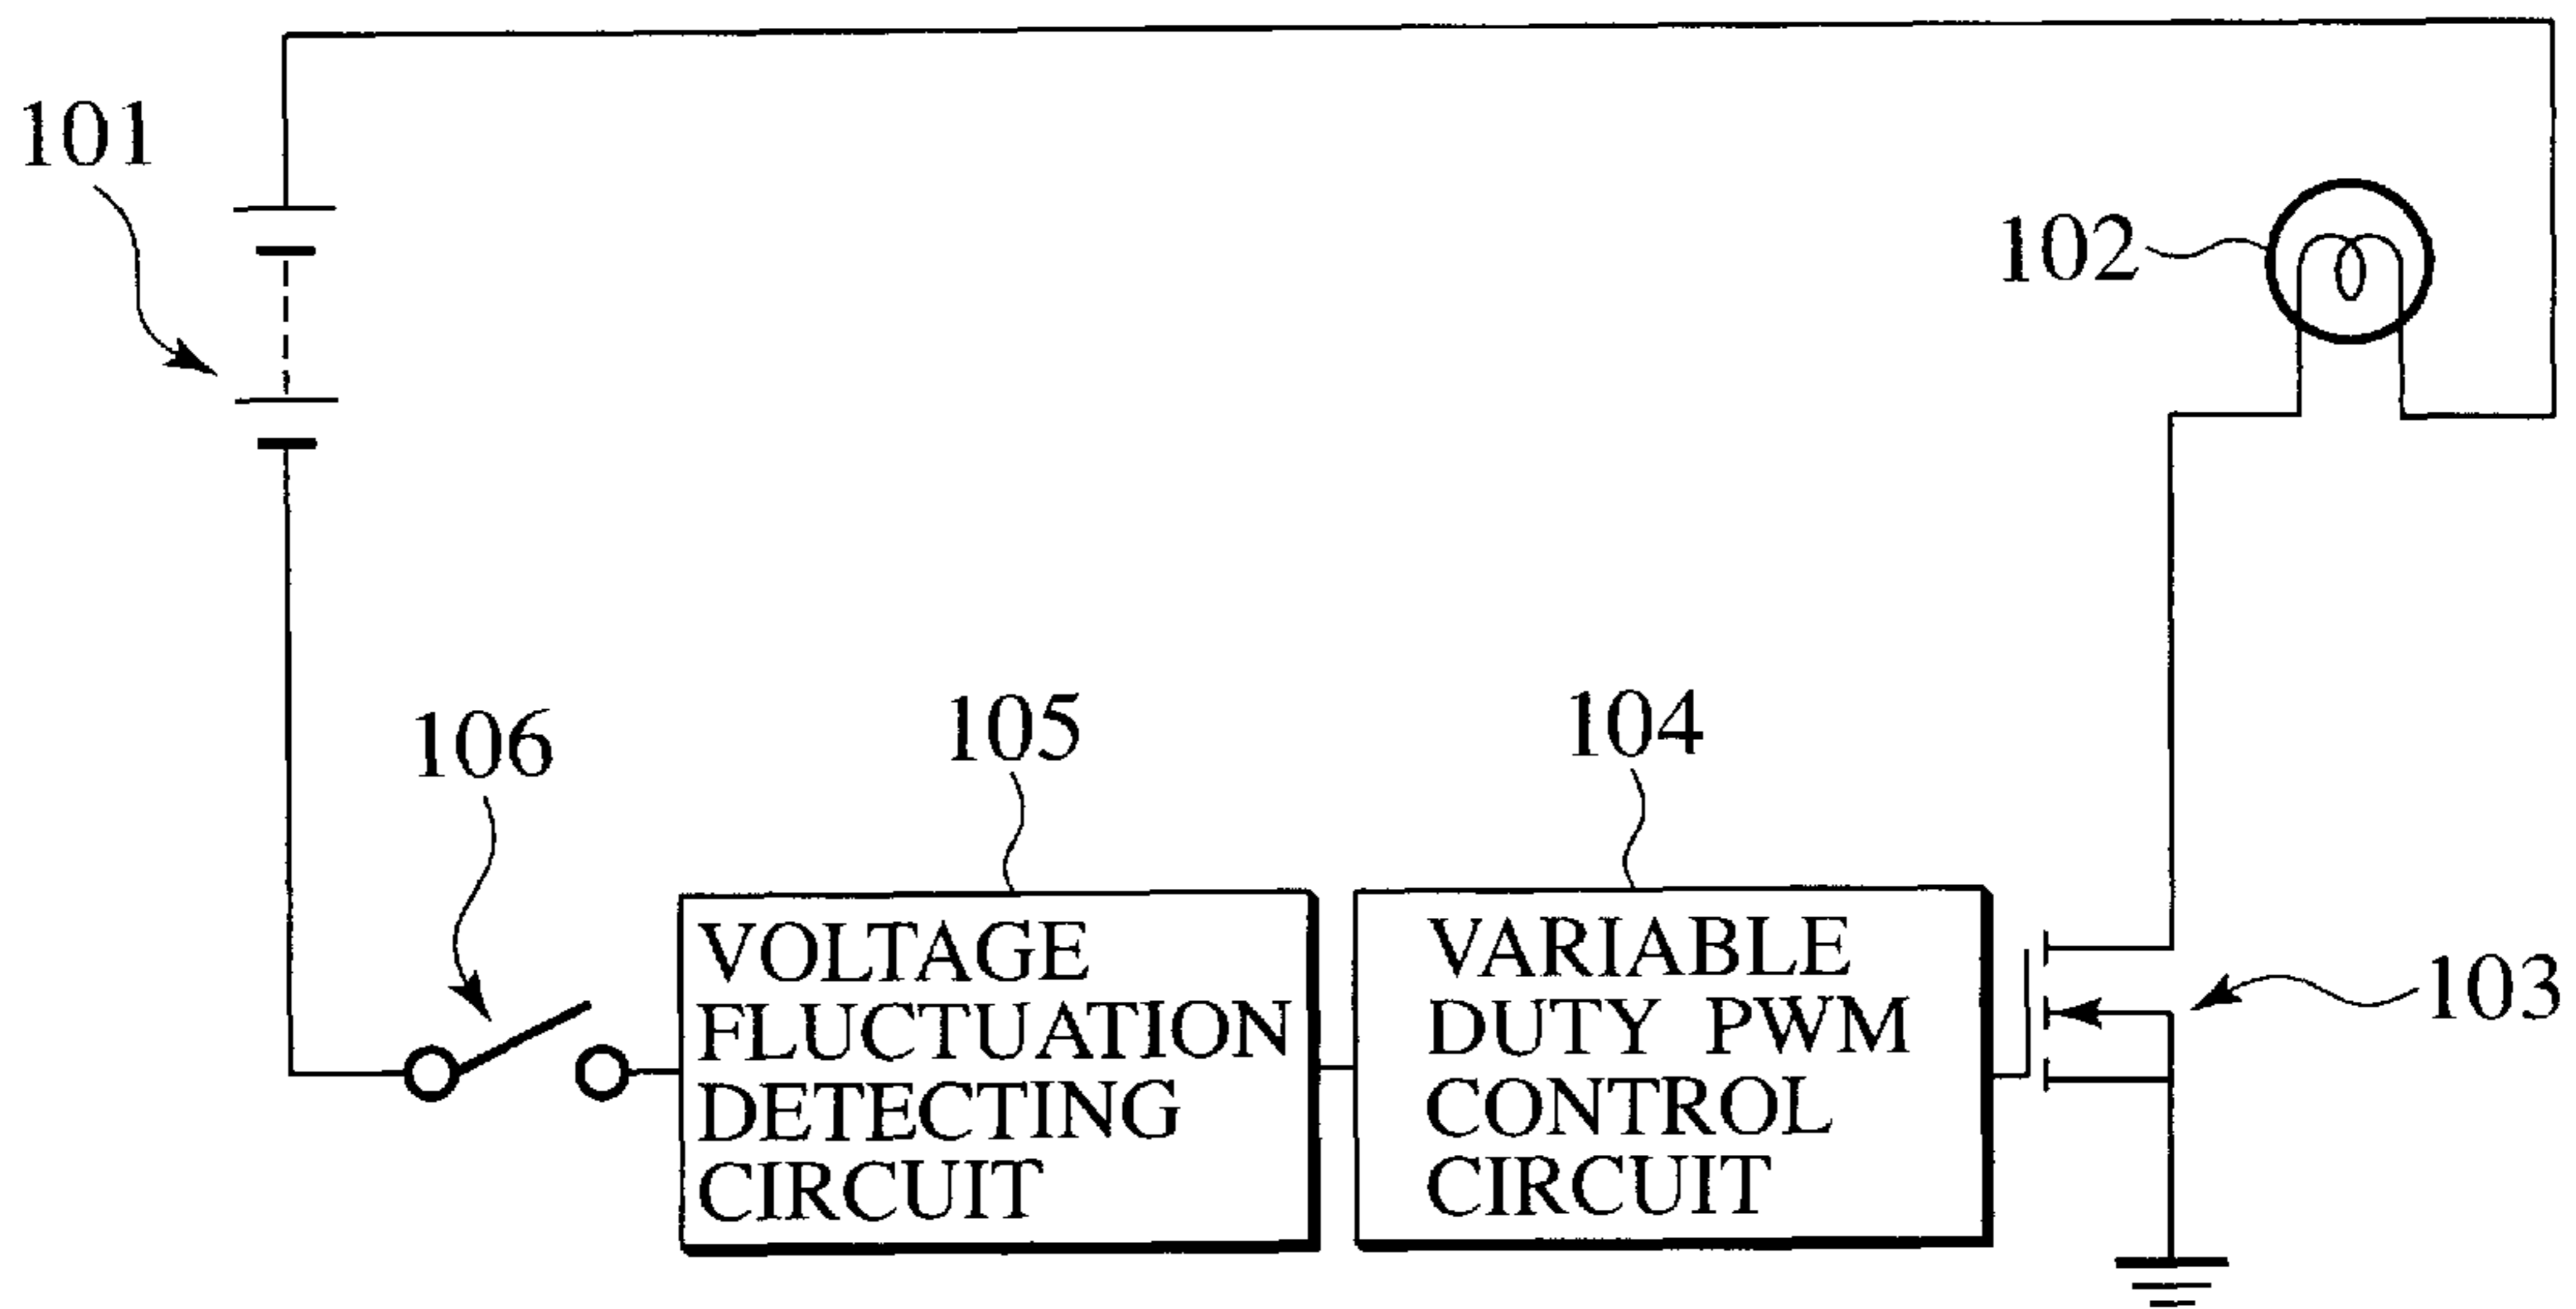 101
102
106
105
104
VOLTAGE
FLUCTUATION
DETECTING
CIRCUIT
VARIABLE
DUTY PWM
CONTROL
CIRCUIT
103